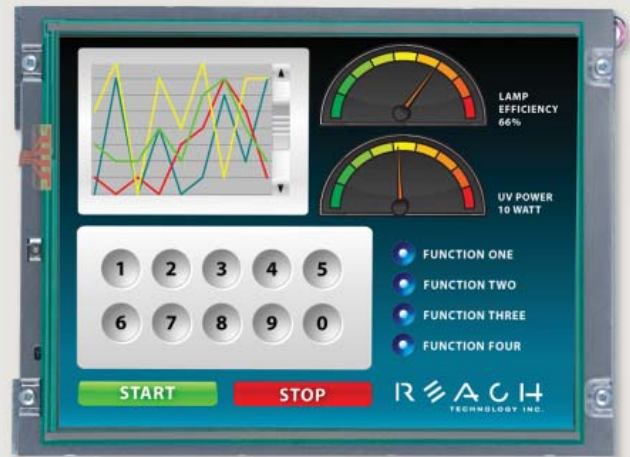 LAMP
EFFICIENCY
66%
UV POWER
10 WATT
1 2 3 4 5
6 7 8 9 0
FUNCTION ONE
FUNCTION TWO
FUNCTION THREE
FUNCTION FOUR
START
STOP
REACH
TECHNOLOGY INC.